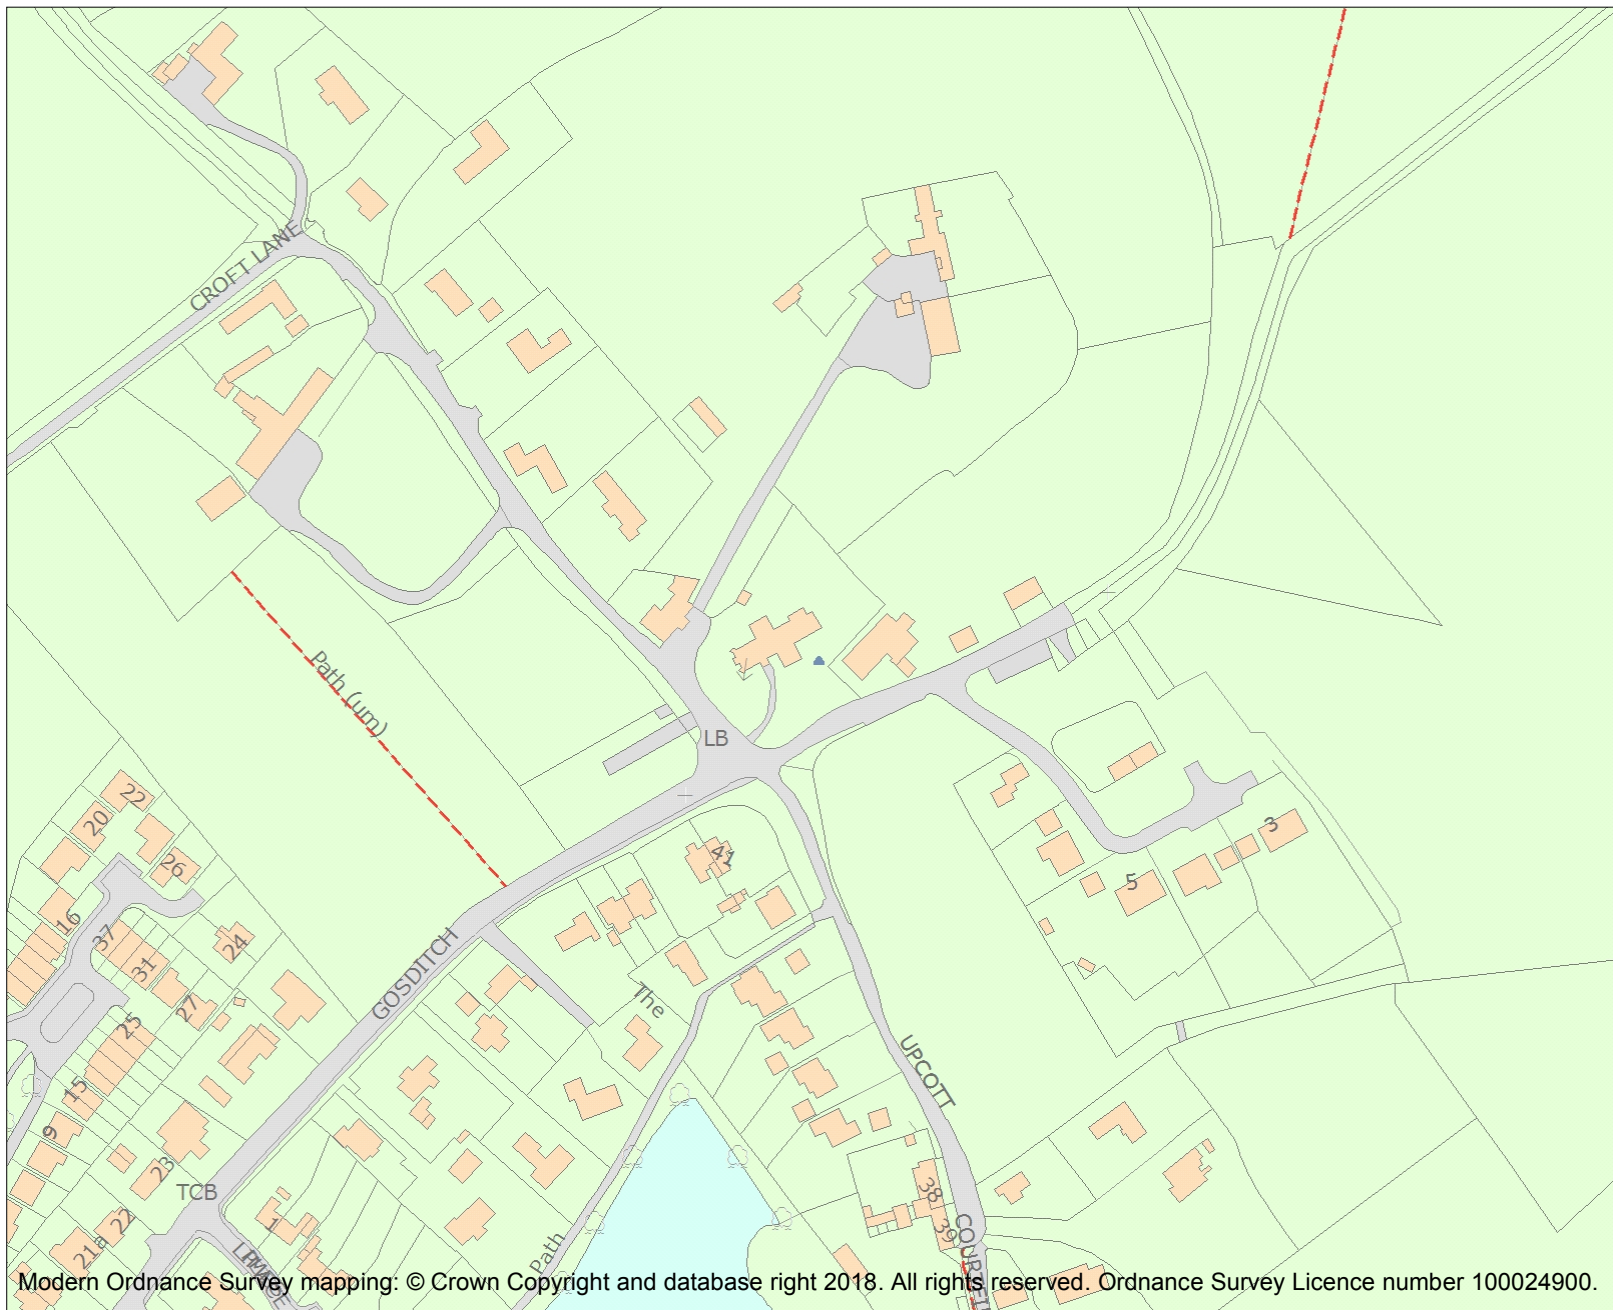 CROFT LANE
Path (um)
LB
22
20
26
41
3
5
16
37
24
31
27
GOSDITCH
The
25
15
UPCOTT
9
23
TCB
38
22
1
39
21a
Path
COURTFI
Modern Ordnance Survey mapping: © Crown Copyright and database right 2018. All rights reserved. Ordnance Survey Licence number 100024900.